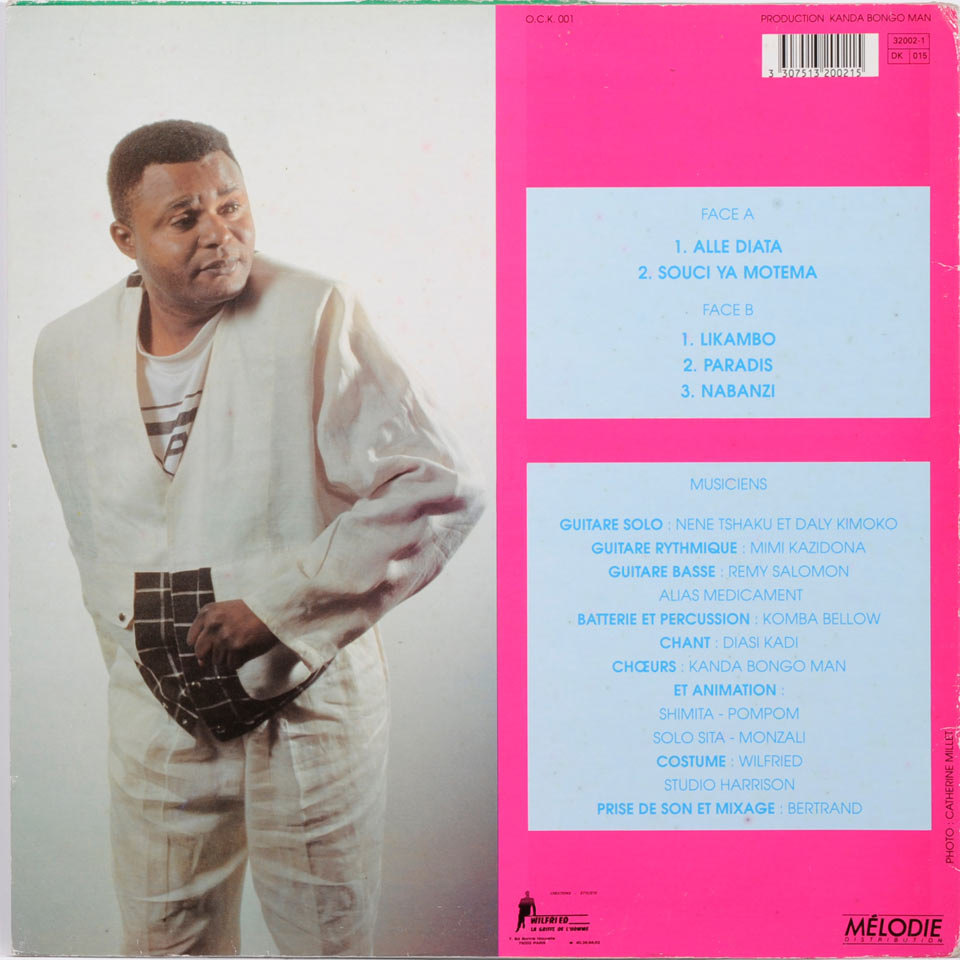 O.C.K. 001
PRODUCTION KANDA BONGO MAN
32002-1
DK 015
3 307513 200215
FACE A
1. ALLE DIATA
2. SOUCI YA MOTEMA
FACE B
1. LIKAMBO
2. PARADIS
3. NABANZI
MUSICIENS
GUITARE SOLO : NENE TSHAKU ET DALY KIMOKO
GUITARE RYTHMIQUE : MIMI KAZIDONA
GUITARE BASSE : REMY SALOMON
ALIAS MEDICAMENT
BATTERIE ET PERCUSSION : KOMBA BELLOW
CHANT : DIASI KADI
CHŒURS : KANDA BONGO MAN
ET ANIMATION :
SHIMITA - POMPOM
SOLO SITA - MONZALI
COSTUME : WILFRIED
STUDIO HARRISON
PRISE DE SON ET MIXAGE : BERTRAND
PHOTO : CATHERINE MILLET
WILFRIED
LA GRIFFE DE L'HOMME
MÉLODIE
DISTRIBUTION